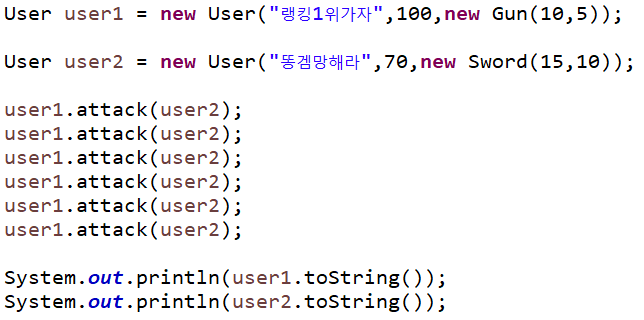 User user1 = new User("랭킹1위가자",100,new Gun(10,5));
User user2 = new User("똥겜망해라",70,new Sword(15,10));
user1.attack(user2);
user1.attack(user2);
user1.attack(user2);
user1.attack(user2);
user1.attack(user2);
user1.attack(user2);
System.out.println(user1.toString());
System.out.println(user2.toString());